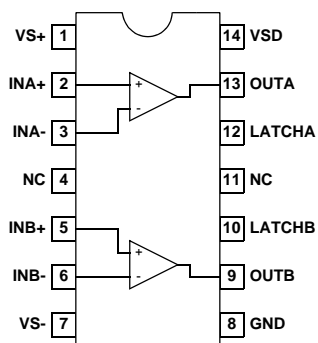 VS+ 1 14 VSD
INA+ 2 + 13 OUTA
INA- 3 - 12 LATCHA
NC 4 11 NC
INB+ 5 + 10 LATCHB
INB- 6 - 9 OUTB
VS- 7 8 GND